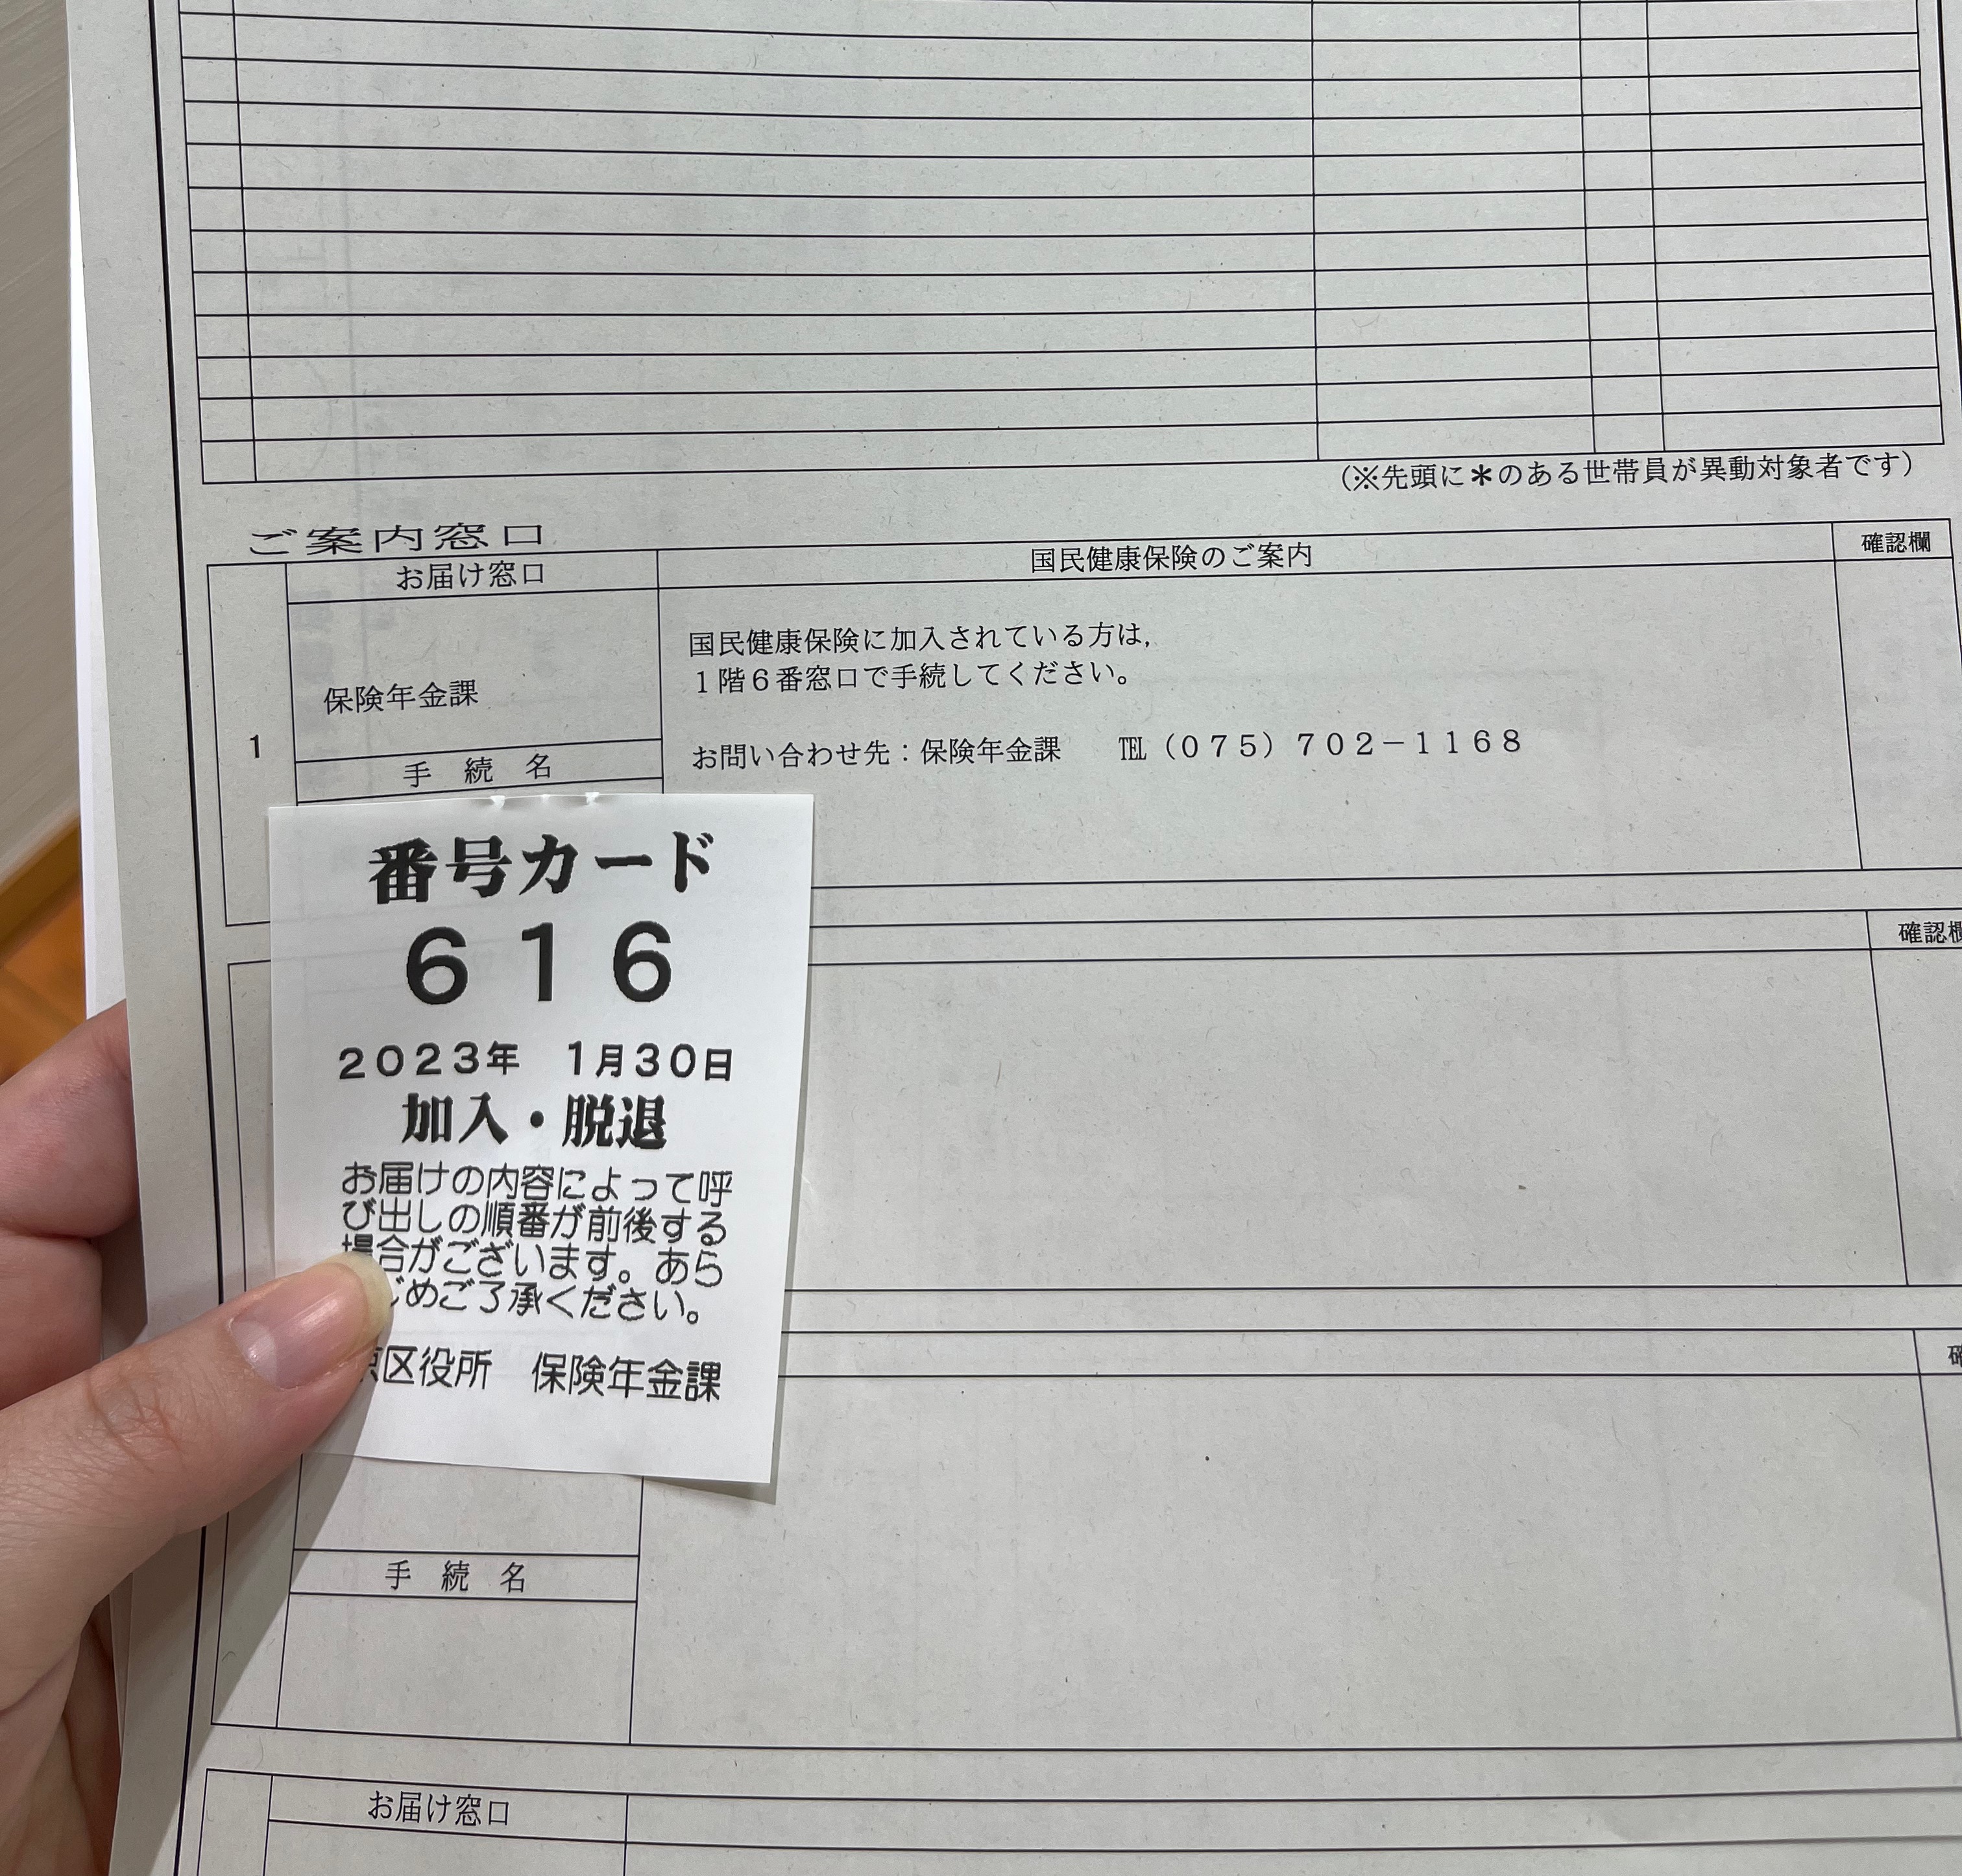 (※先頭に＊のある世帯員が異動対象者です)
ご案内窓口
お届け窓口
国民健康保険のご案内
確認欄
1
保険年金課
国民健康保険に加入されている方は,
1階6番窓口で手続してください。
お問い合わせ先：保険年金課　　℡（075）702－1168
手　続　名
番号カード
616
2023年　1月30日
加入・脱退
お届けの内容によって呼
び出しの順番が前後する
場合がございます。あら
じめご了承ください。
区役所　保険年金課
確認
手　続　名
お届け窓口